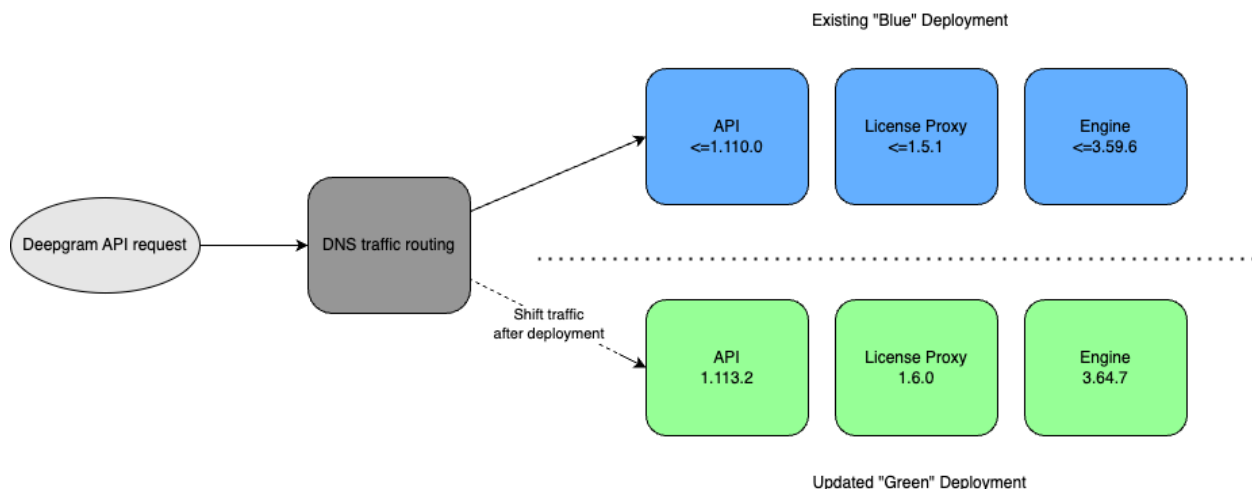 Existing "Blue" Deployment
API
<=1.110.0
License Proxy
<=1.5.1
Engine
<=3.59.6
Deepgram API request
DNS traffic routing
Shift traffic
after deployment
API
1.113.2
License Proxy
1.6.0
Engine
3.64.7
Updated "Green" Deployment